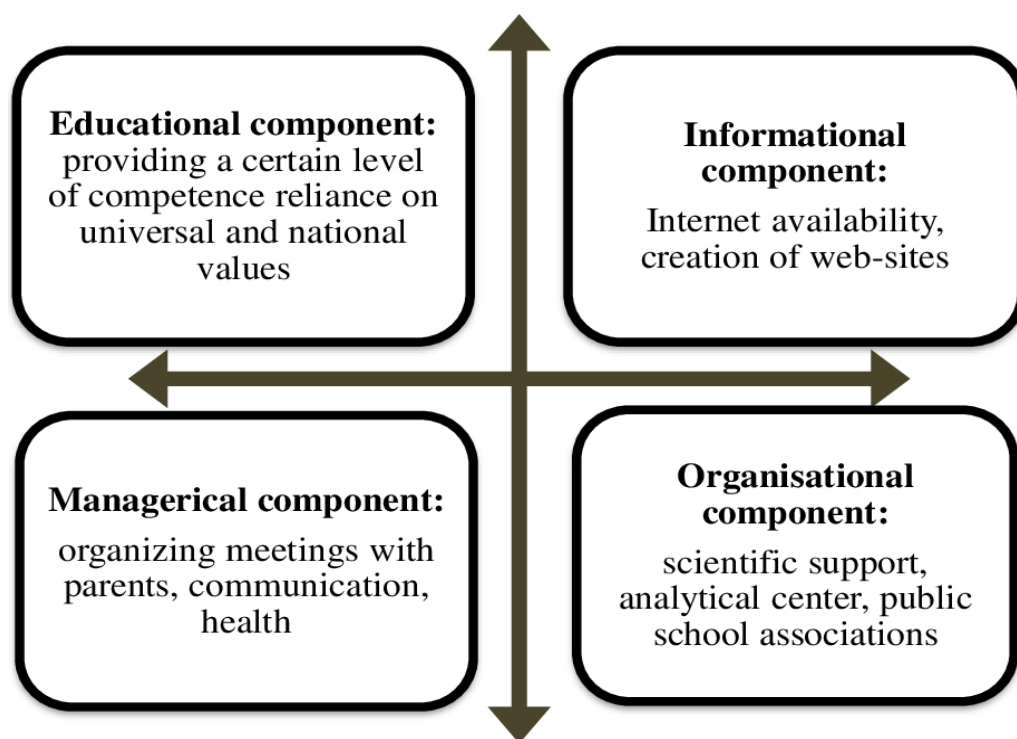 Educational component:
providing a certain level
of competence reliance on
universal and national
values
Informational
component:
Internet availability,
creation of web-sites
Managerical component:
organizing meetings with
parents, communication,
health
Organisational
component:
scientific support,
analytical center, public
school associations